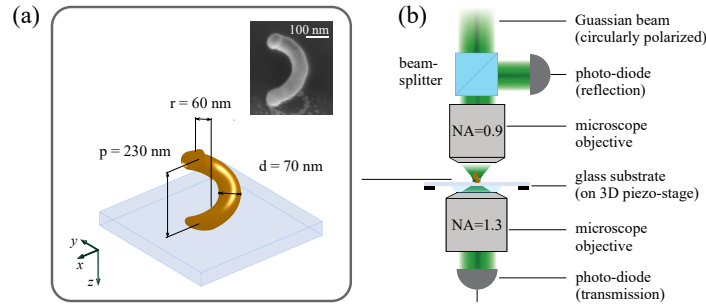 (a)
100 nm
r = 60 nm
p = 230 nm
d = 70 nm
y
x
z
(b)
Guassian beam
(circularly polarized)
beam-
splitter
photo-diode
(reflection)
NA=0.9
microscope
objective
glass substrate
(on 3D piezo-stage)
NA=1.3
microscope
objective
photo-diode
(transmission)